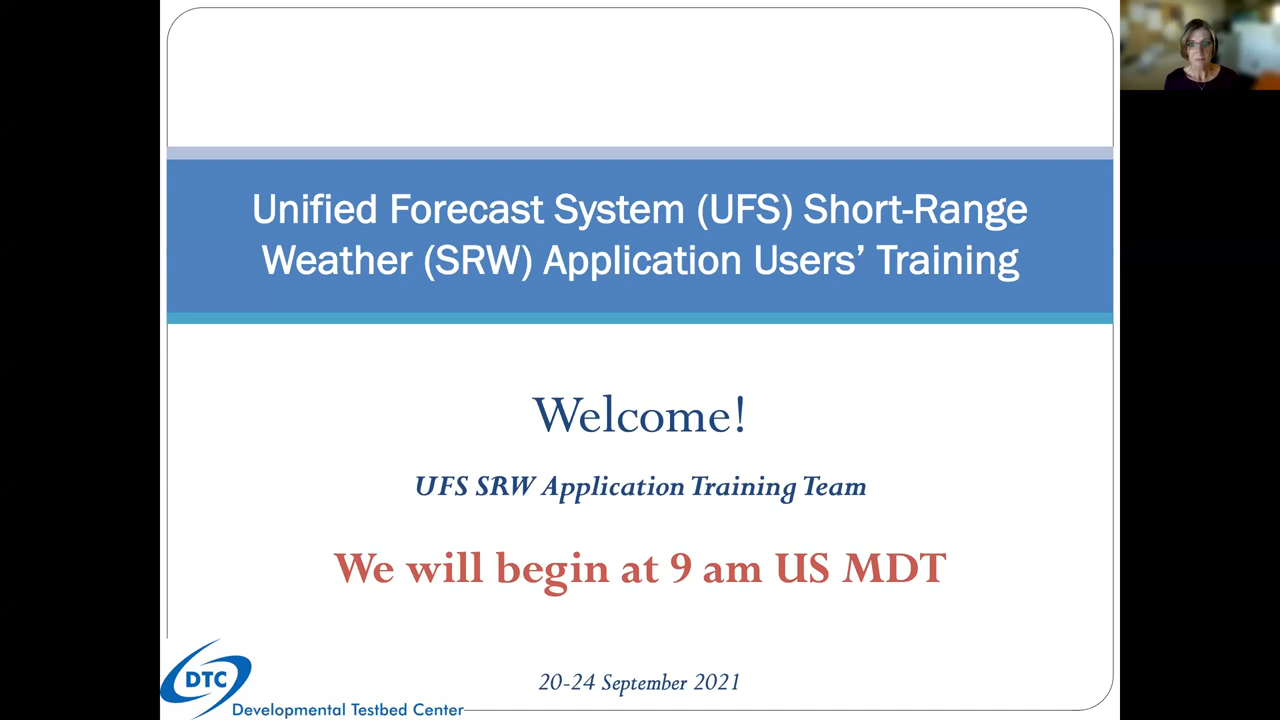 Unified Forecast System (UFS) Short-Range
Weather (SRW) Application Users’ Training
Welcome!
UFS SRW Application Training Team
We will begin at 9 am US MDT
20-24 September 2021
DTC
Developmental Testbed Center